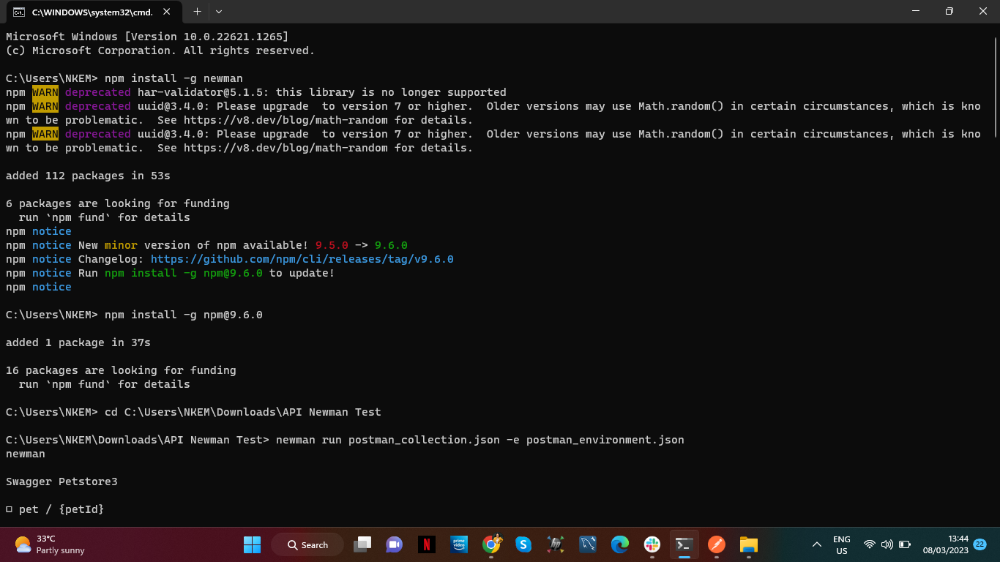 C:\WINDOWS\system32\cmd.
Microsoft Windows [Version 10.0.22621.1265]
(c) Microsoft Corporation. All rights reserved.
C:\Users\NKEM> npm install -g newman
npm WARN deprecated har-validator@5.1.5: this library is no longer supported
npm WARN deprecated uuid@3.4.0: Please upgrade  to version 7 or higher.  Older versions may use Math.random() in certain circumstances, which is kno
wn to be problematic.  See https://v8.dev/blog/math-random for details.
npm WARN deprecated uuid@3.4.0: Please upgrade  to version 7 or higher.  Older versions may use Math.random() in certain circumstances, which is kno
wn to be problematic.  See https://v8.dev/blog/math-random for details.
added 112 packages in 53s
6 packages are looking for funding
  run `npm fund` for details
npm notice
npm notice New minor version of npm available! 9.5.0 -> 9.6.0
npm notice Changelog: https://github.com/npm/cli/releases/tag/v9.6.0
npm notice Run npm install -g npm@9.6.0 to update!
npm notice
C:\Users\NKEM> npm install -g npm@9.6.0
added 1 package in 37s
16 packages are looking for funding
  run `npm fund` for details
C:\Users\NKEM> cd C:\Users\NKEM\Downloads\API Newman Test
C:\Users\NKEM\Downloads\API Newman Test> newman run postman_collection.json -e postman_environment.json
newman
Swagger Petstore3
□ pet / {petId}
33°C
Partly sunny
Search
N
prime video
S
hp
ENG
US
13:44
08/03/2023
22